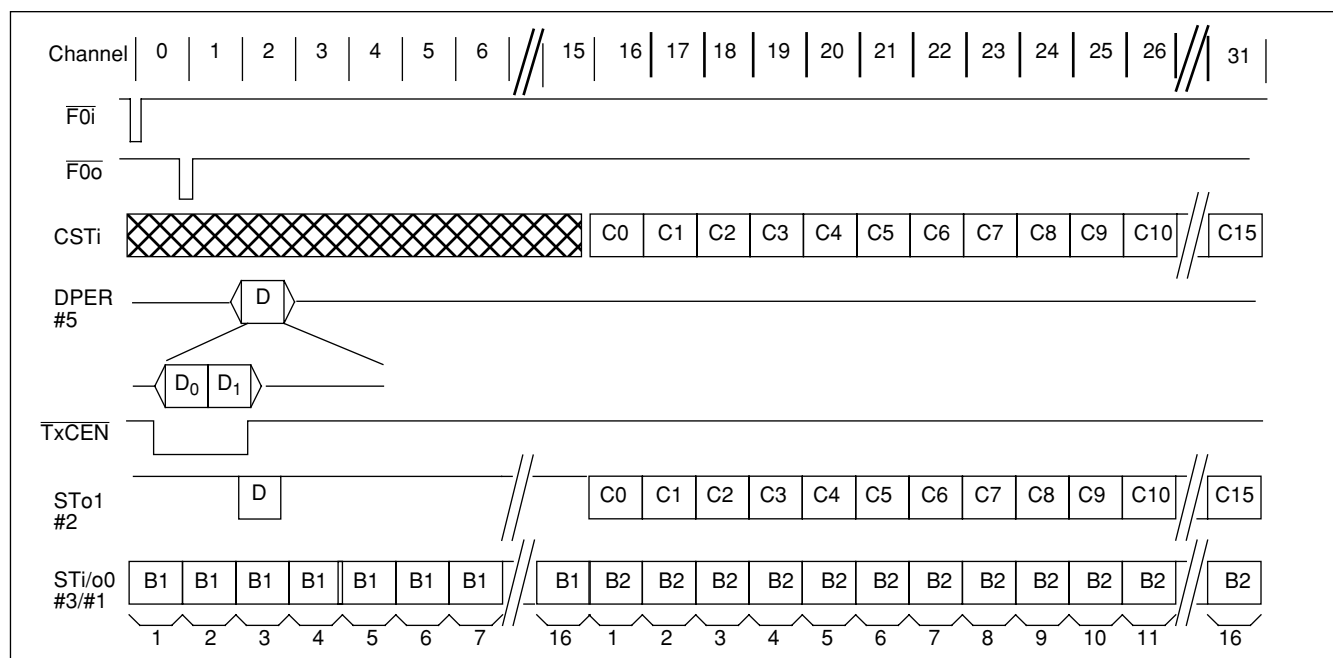 Channel 0 1 2 3 4 5 6 15 16 17 18 19 20 21 22 23 24 25 26 31
F0i
F0o
CSTi C0 C1 C2 C3 C4 C5 C6 C7 C8 C9 C10 C15
DPER D
#5
D0 D1
TxCEN
STo1 D C0 C1 C2 C3 C4 C5 C6 C7 C8 C9 C10 C15
#2
STi/o0 B1 B1 B1 B1 B1 B1 B1 B1 B2 B2 B2 B2 B2 B2 B2 B2 B2 B2 B2 B2
#3/#1
1 2 3 4 5 6 7 16 1 2 3 4 5 6 7 8 9 10 11 16